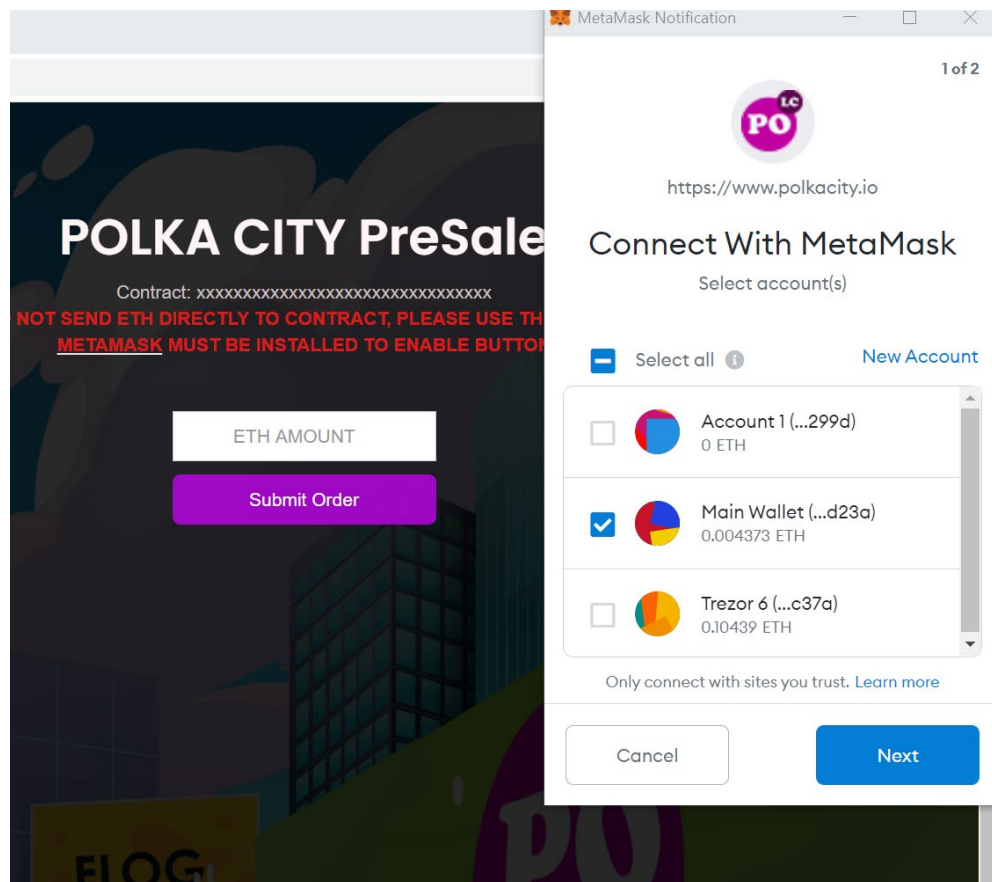 MetaMask Notification
1 of 2
PO
LC
https://www.polkacity.io
Connect With MetaMask
Select account(s)
Select all
New Account
Account 1 (...299d)
0 ETH
Main Wallet (...d23a)
0.004373 ETH
Trezor 6 (...c37a)
0.10439 ETH
Only connect with sites you trust. Learn more
Cancel
Next
POLKA CITY PreSale
Contract: xxxxxxxxxxxxxxxxxxxxxxxxxxxxxxxx
NOT SEND ETH DIRECTLY TO CONTRACT, PLEASE USE TH
METAMASK MUST BE INSTALLED TO ENABLE BUTTON
ETH AMOUNT
Submit Order
PO